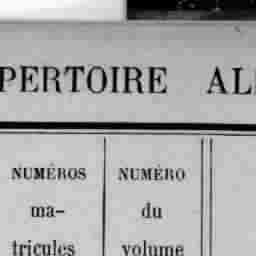 PERTOIRE AL
NUMÉROS
ma-
tricules
NUMÉRO
du
volume